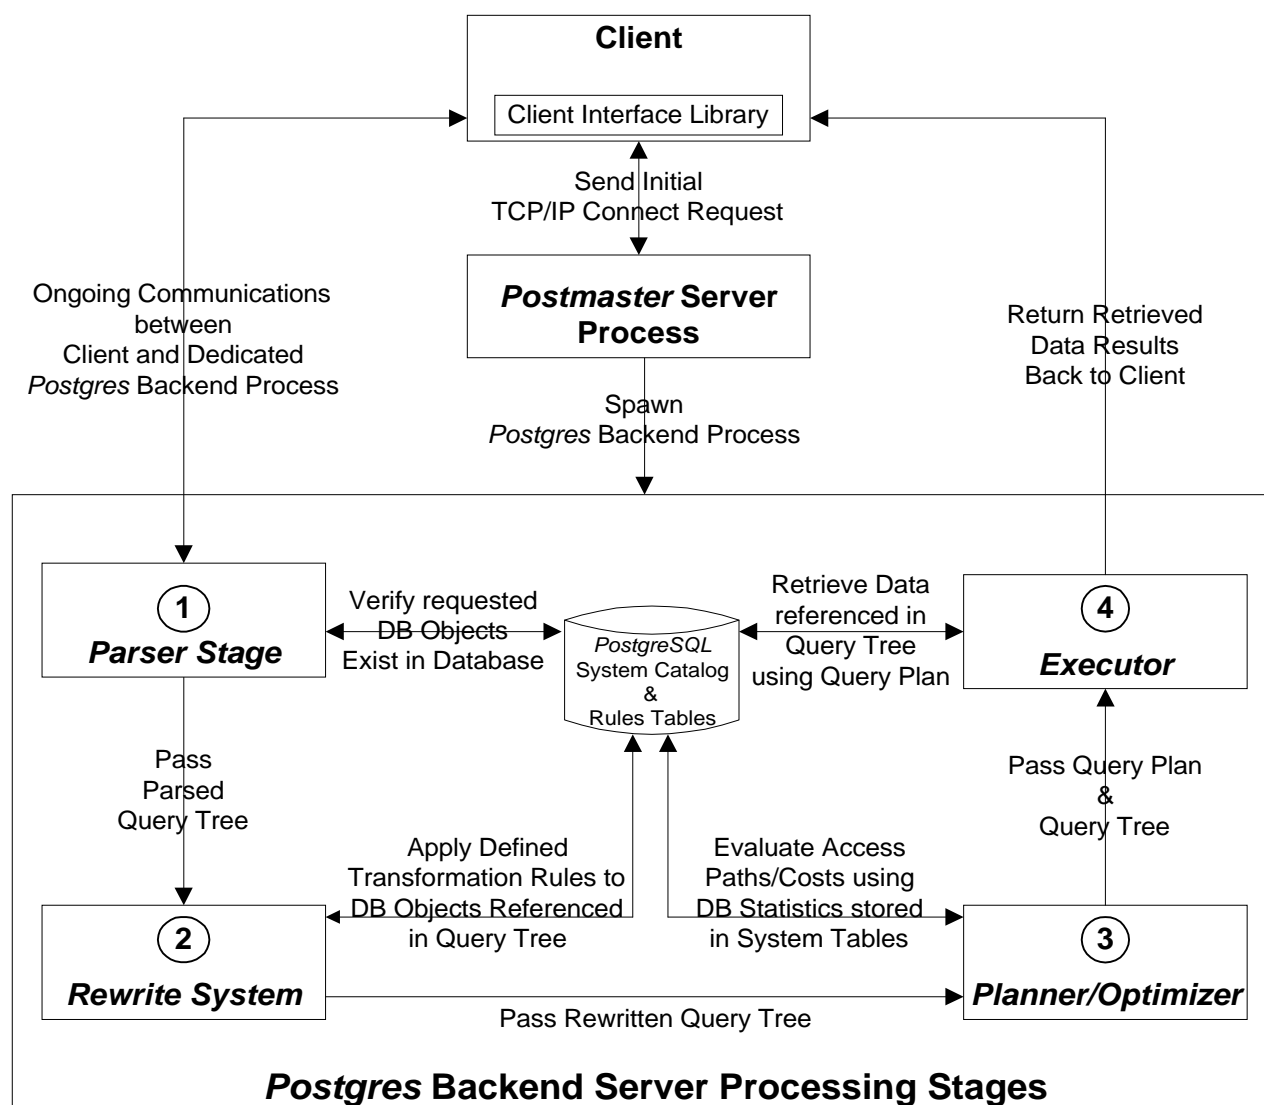 Client
Client Interface Library
Send Initial
TCP/IP Connect Request
Postmaster Server
Process
Ongoing Communications
between
Client and Dedicated
Postgres Backend Process
Return Retrieved
Data Results
Back to Client
Spawn
Postgres Backend Process
1
Parser Stage
Verify requested
DB Objects
Exist in Database
PostgreSQL
System Catalog
&
Rules Tables
Retrieve Data
referenced in
Query Tree
using Query Plan
4
Executor
Pass
Parsed
Query Tree
Pass Query Plan
&
Query Tree
Apply Defined
Transformation Rules to
DB Objects Referenced
in Query Tree
Evaluate Access
Paths/Costs using
DB Statistics stored
in System Tables
2
Rewrite System
3
Planner/Optimizer
Pass Rewritten Query Tree
Postgres Backend Server Processing Stages